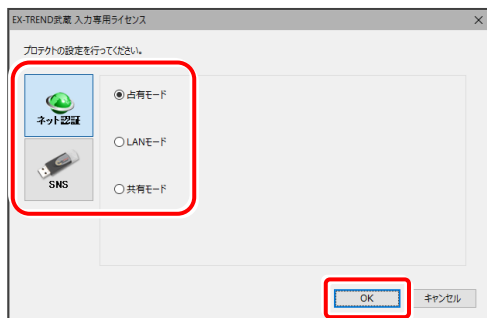 EX-TREND武蔵 入力専用ライセンス
プロテクトの設定を行ってください。
ネット認証
SNS
占有モード
LANモード
共有モード
OK
キャンセル